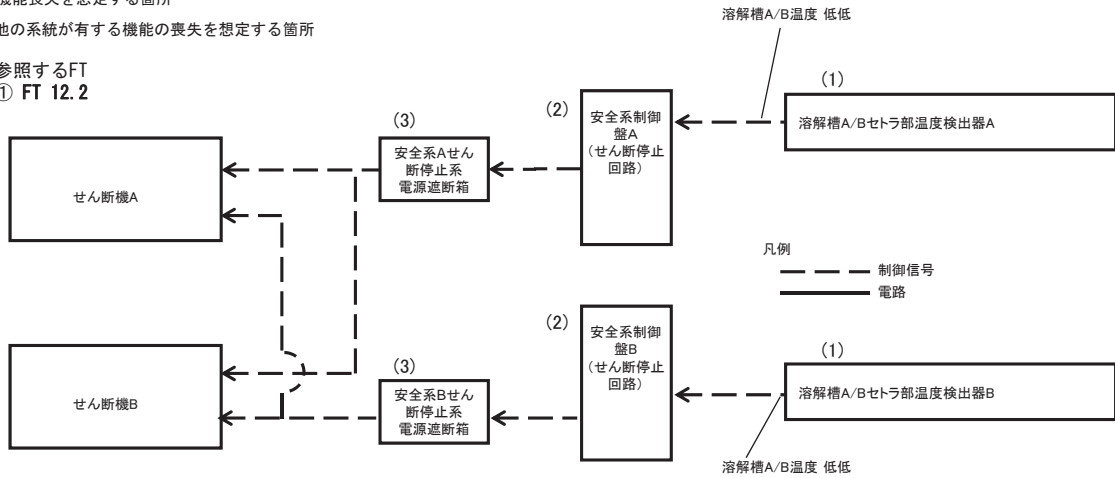 機能喪失を想定する箇所
他の系統が有する機能の喪失を想定する箇所
参照するFT
① FT 12.2
溶解槽A/B温度 低低
(1)
溶解槽A/Bセトラ部温度検出器A
(2)
安全系制御
盤A
(せん断停止
回路)
(3)
安全系Aせん
断停止系
電源遮断箱
せん断機A
凡例
制御信号
電路
(2)
安全系制御
盤B
(せん断停止
回路)
(1)
溶解槽A/Bセトラ部温度検出器B
(3)
安全系Bせん
断停止系
電源遮断箱
せん断機B
溶解槽A/B温度 低低